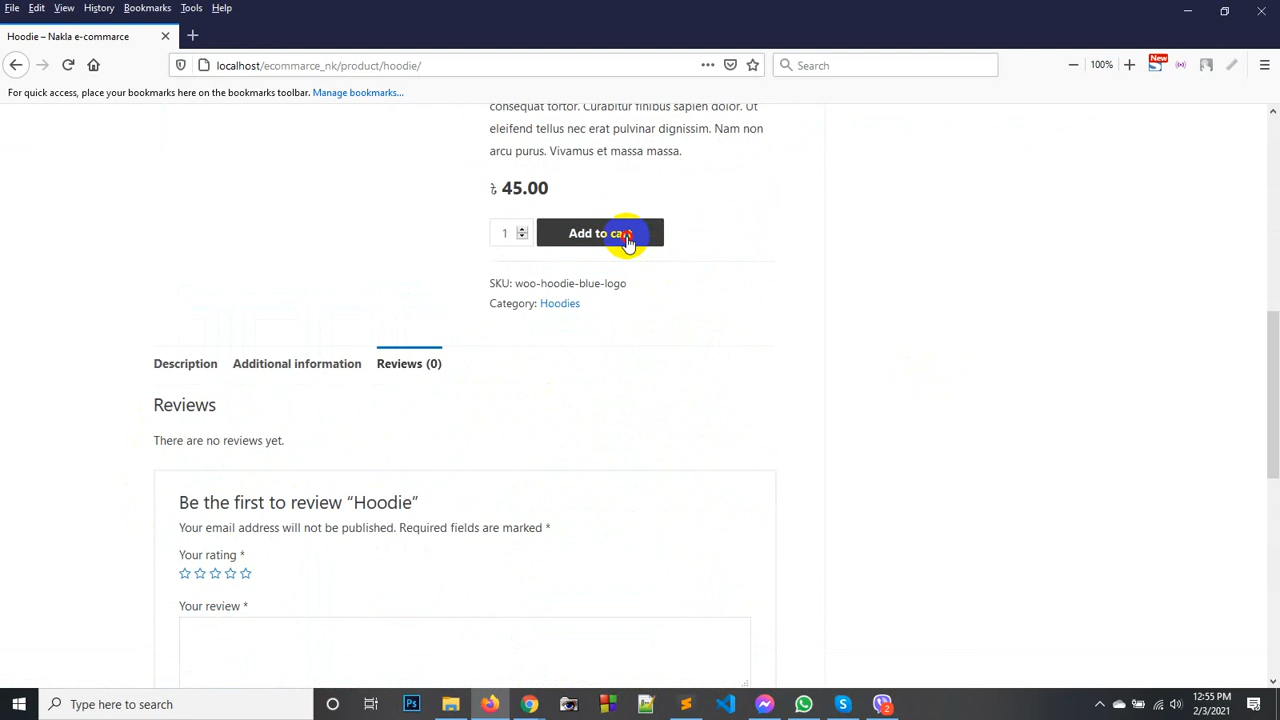 File Edit View History Bookmarks Tools Help
Hoodie – Nakla e-commerce
localhost/ecommarce_nk/product/hoodie/
Search
100%
New
For quick access, place your bookmarks here on the bookmarks toolbar. Manage bookmarks...
consequat tortor. Curabitur finibus sapien dolor. Ut
eleifend tellus nec erat pulvinar dignissim. Nam non
arcu purus. Vivamus et massa massa.
৳ 45.00
1
Add to cart
SKU: woo-hoodie-blue-logo
Category: Hoodies
Description Additional information Reviews (0)
Reviews
There are no reviews yet.
Be the first to review “Hoodie”
Your email address will not be published. Required fields are marked *
Your rating *
Your review *
Type here to search
Ps
2
12:55 PM
2/3/2021